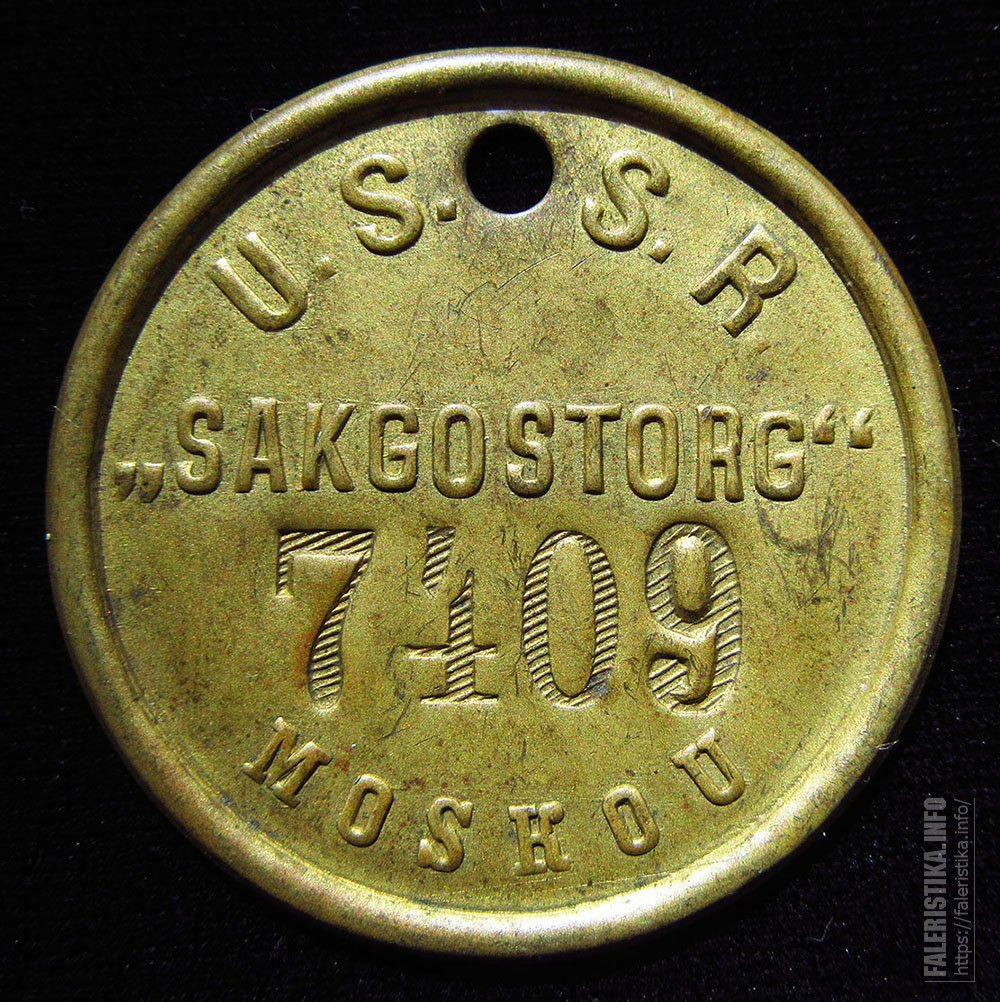 U.S.S.R
„SAKGOSTORG“
7409
MOSKOU
FALERISTIKA.INFO
https://faleristika.info/